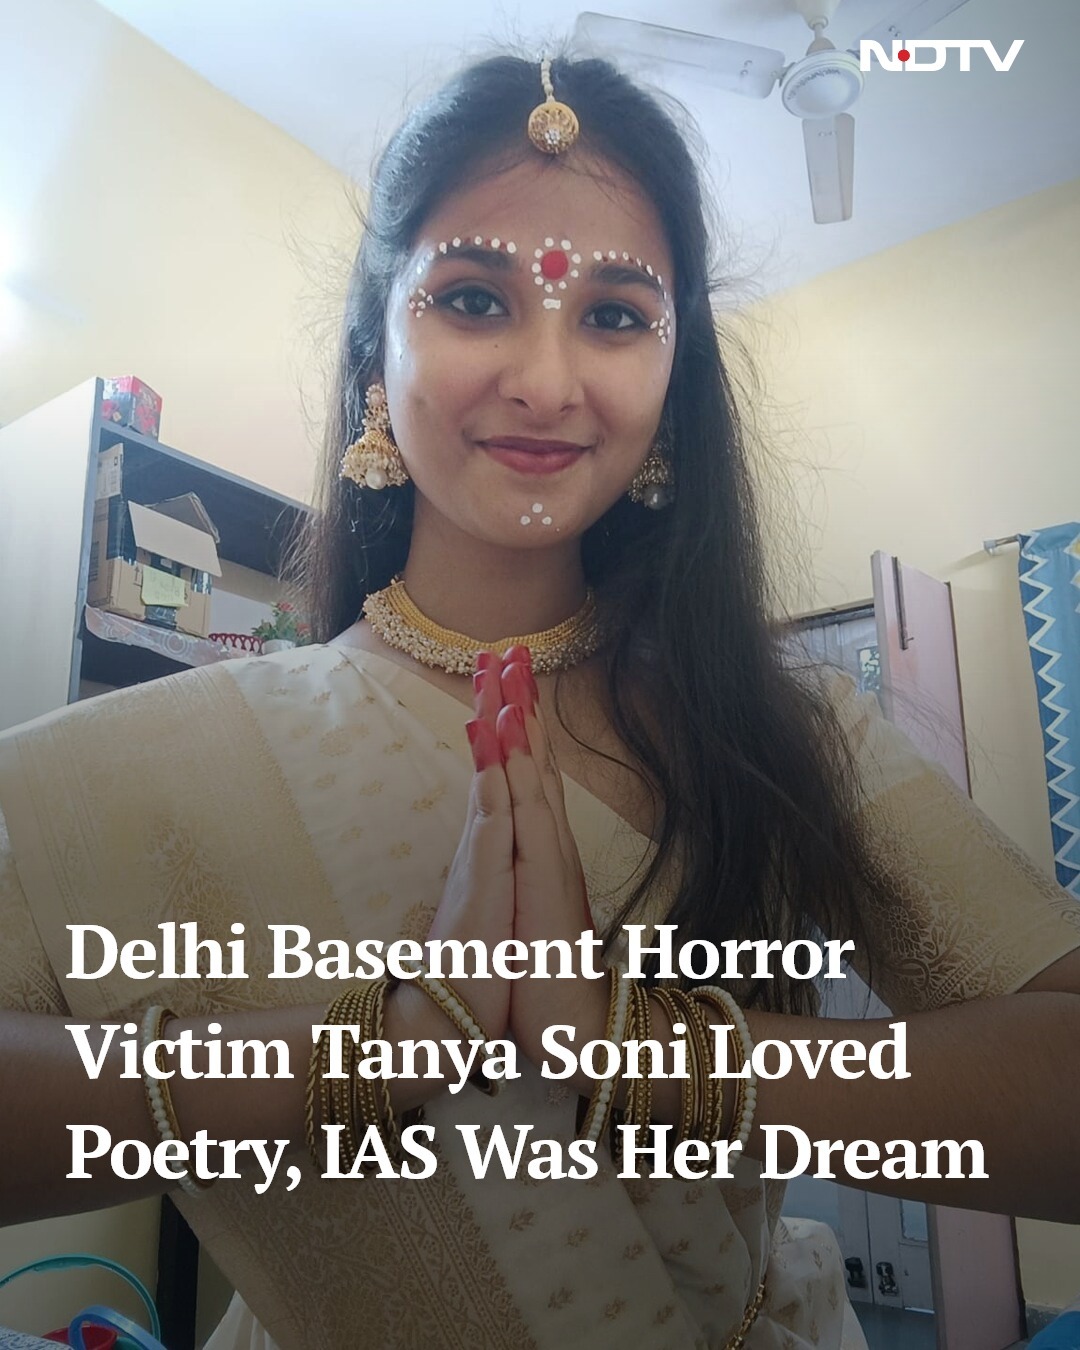 NDTV
Delhi Basement Horror
Victim Tanya Soni Loved
Poetry, IAS Was Her Dream